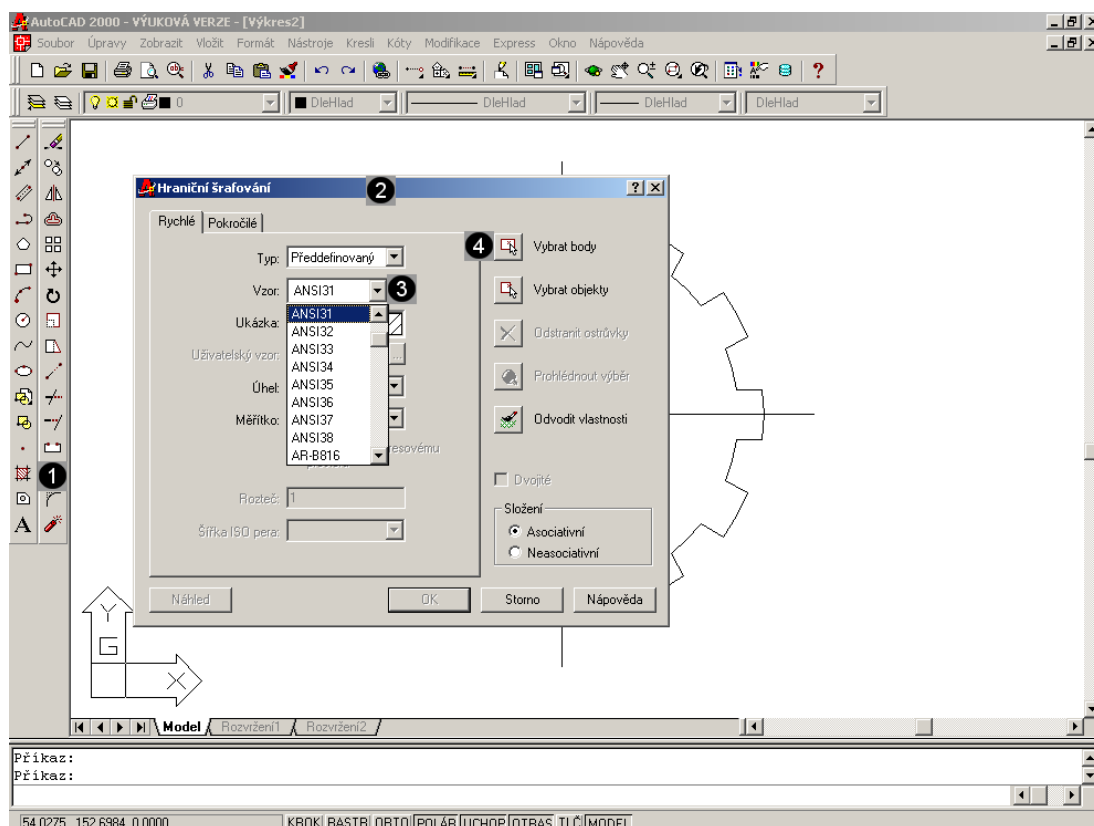 AutoCAD 2000 - VÝUKOVÁ VERZE - [Výkres2]
Soubor Úpravy Zobrazit Vložit Formát Nástroje Kresli Kóty Modifikace Express Okno Nápověda
0 DleHlad DleHlad DleHlad DleHlad
Hraniční šrafování 2
Rychlé Pokročilé
Typ: Předdefinovaný
4 Vybrat body
Vzor: ANSI31 3
Vybrat objekty
ANSI31
Ukázka:
ANSI32
Odstranit ostrůvky
ANSI33
Uživatelský vzor: ...
ANSI34
Prohlédnout výběr
Úhel: ANSI35
ANSI36
Měřítko: ANSI37
Odvodit vlastnosti
ANSI38
AR-B816
1
Dvojité
Rozteč: 1
Složení
Šířka ISO pera:
Asociativní
Neasociativní
Náhled OK Storno Nápověda
Y
G
X
A
Model Rozvržení1 Rozvržení2
Příkaz:
Příkaz:
54.0275, 152.6984, 0.0000 KROK RASTR ORTO POLÁR UCHOP OTRAS TLČ MODEL